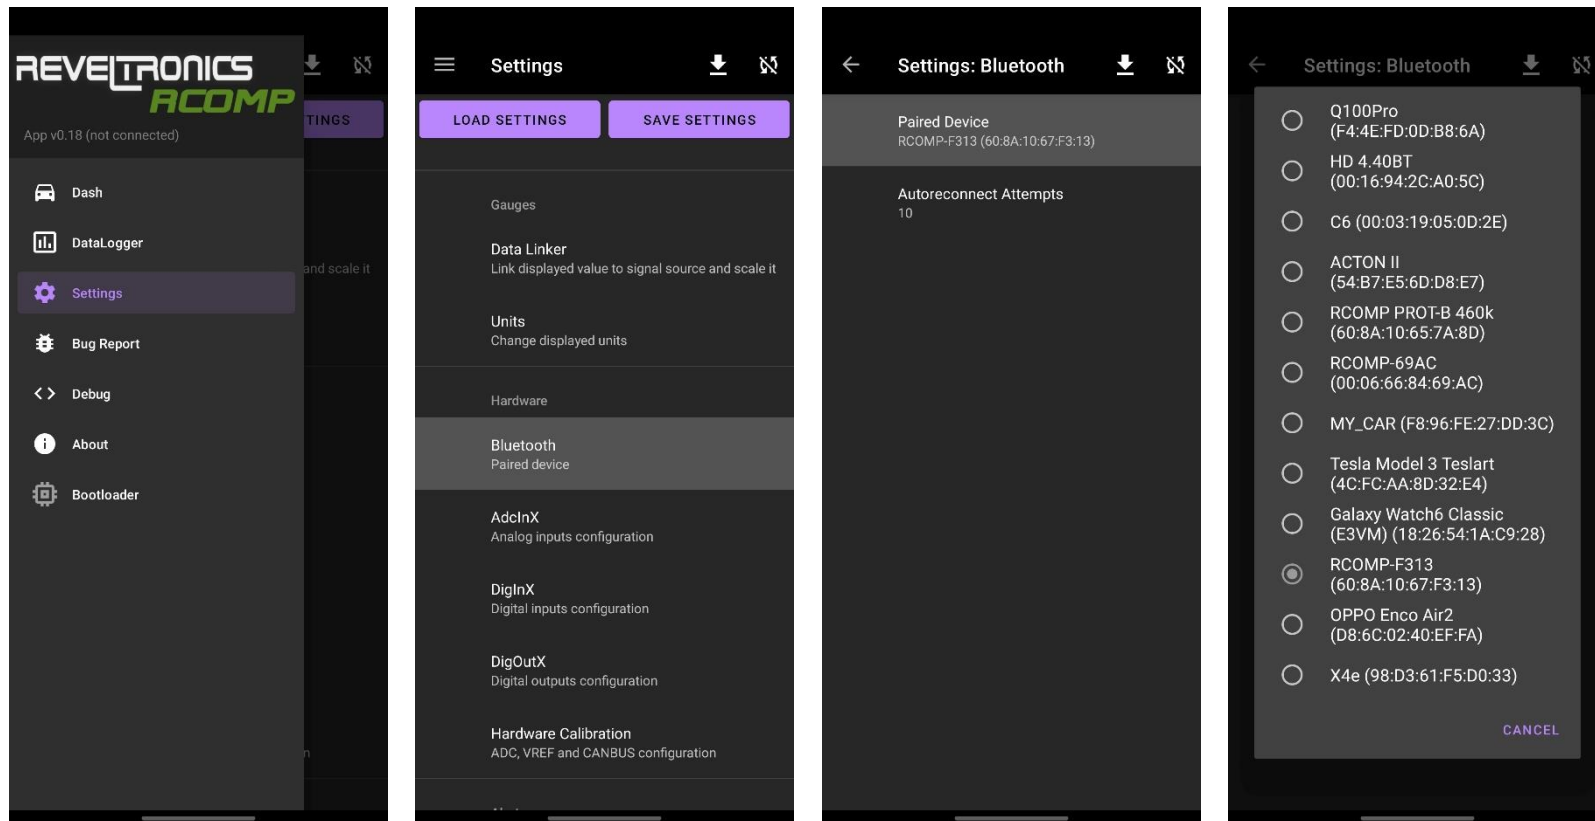 REVELTRONICS
RCOMP
App v0.18 (not connected)
TINGS
Dash
DataLogger
and scale it
Settings
Bug Report
Debug
About
Bootloader
n
Settings
LOAD SETTINGS
SAVE SETTINGS
Gauges
Data Linker
Link displayed value to signal source and scale it
Units
Change displayed units
Hardware
Bluetooth
Paired device
AdcInX
Analog inputs configuration
DigInX
Digital inputs configuration
DigOutX
Digital outputs configuration
Hardware Calibration
ADC, VREF and CANBUS configuration
Settings: Bluetooth
Paired Device
RCOMP-F313 (60:8A:10:67:F3:13)
Autoreconnect Attempts
10
Settings: Bluetooth
Q100Pro
(F4:4E:FD:0D:B8:6A)
HD 4.40BT
(00:16:94:2C:A0:5C)
C6 (00:03:19:05:0D:2E)
ACTON II
(54:B7:E5:6D:D8:E7)
RCOMP PROT-B 460k
(60:8A:10:65:7A:8D)
RCOMP-69AC
(00:06:66:84:69:AC)
MY_CAR (F8:96:FE:27:DD:3C)
Tesla Model 3 Teslart
(4C:FC:AA:8D:32:E4)
Galaxy Watch6 Classic
(E3VM) (18:26:54:1A:C9:28)
RCOMP-F313
(60:8A:10:67:F3:13)
OPPO Enco Air2
(D8:6C:02:40:EF:FA)
X4e (98:D3:61:F5:D0:33)
CANCEL